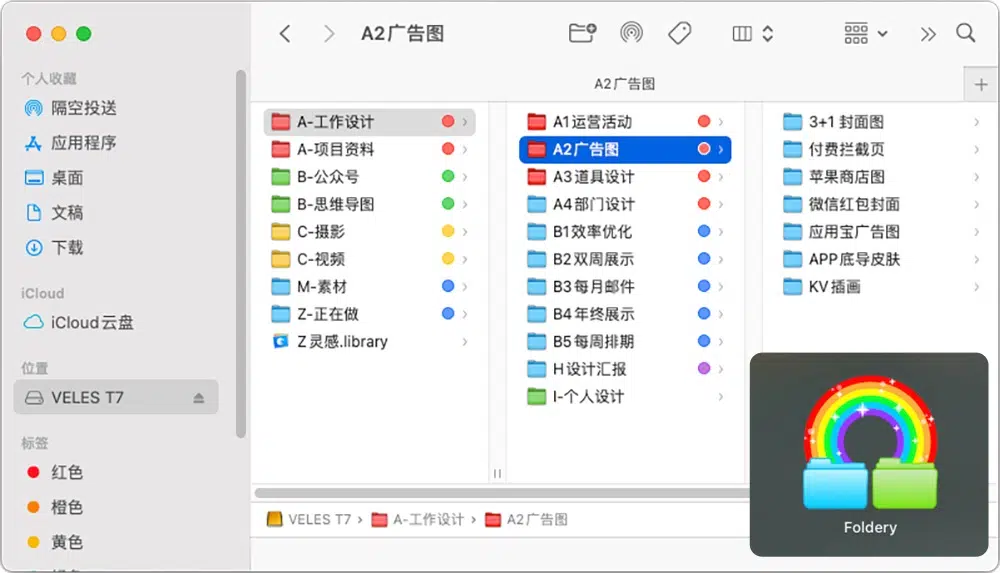 A2广告图
A2广告图
个人收藏
隔空投送
应用程序
桌面
文稿
下载
iCloud
iCloud云盘
位置
VELES T7
标签
红色
橙色
黄色
A-工作设计
A-项目资料
B-公众号
B-思维导图
C-摄影
C-视频
M-素材
Z-正在做
Z灵感.library
A1运营活动
A2广告图
A3道具设计
A4部门设计
B1效率优化
B2双周展示
B3每月邮件
B4年终展示
B5每周排期
H设计汇报
I-个人设计
3+1 封面图
付费拦截页
苹果商店图
微信红包封面
应用宝广告图
APP底导皮肤
KV插画
VELES T7 › A-工作设计 › A2广告图
Foldery